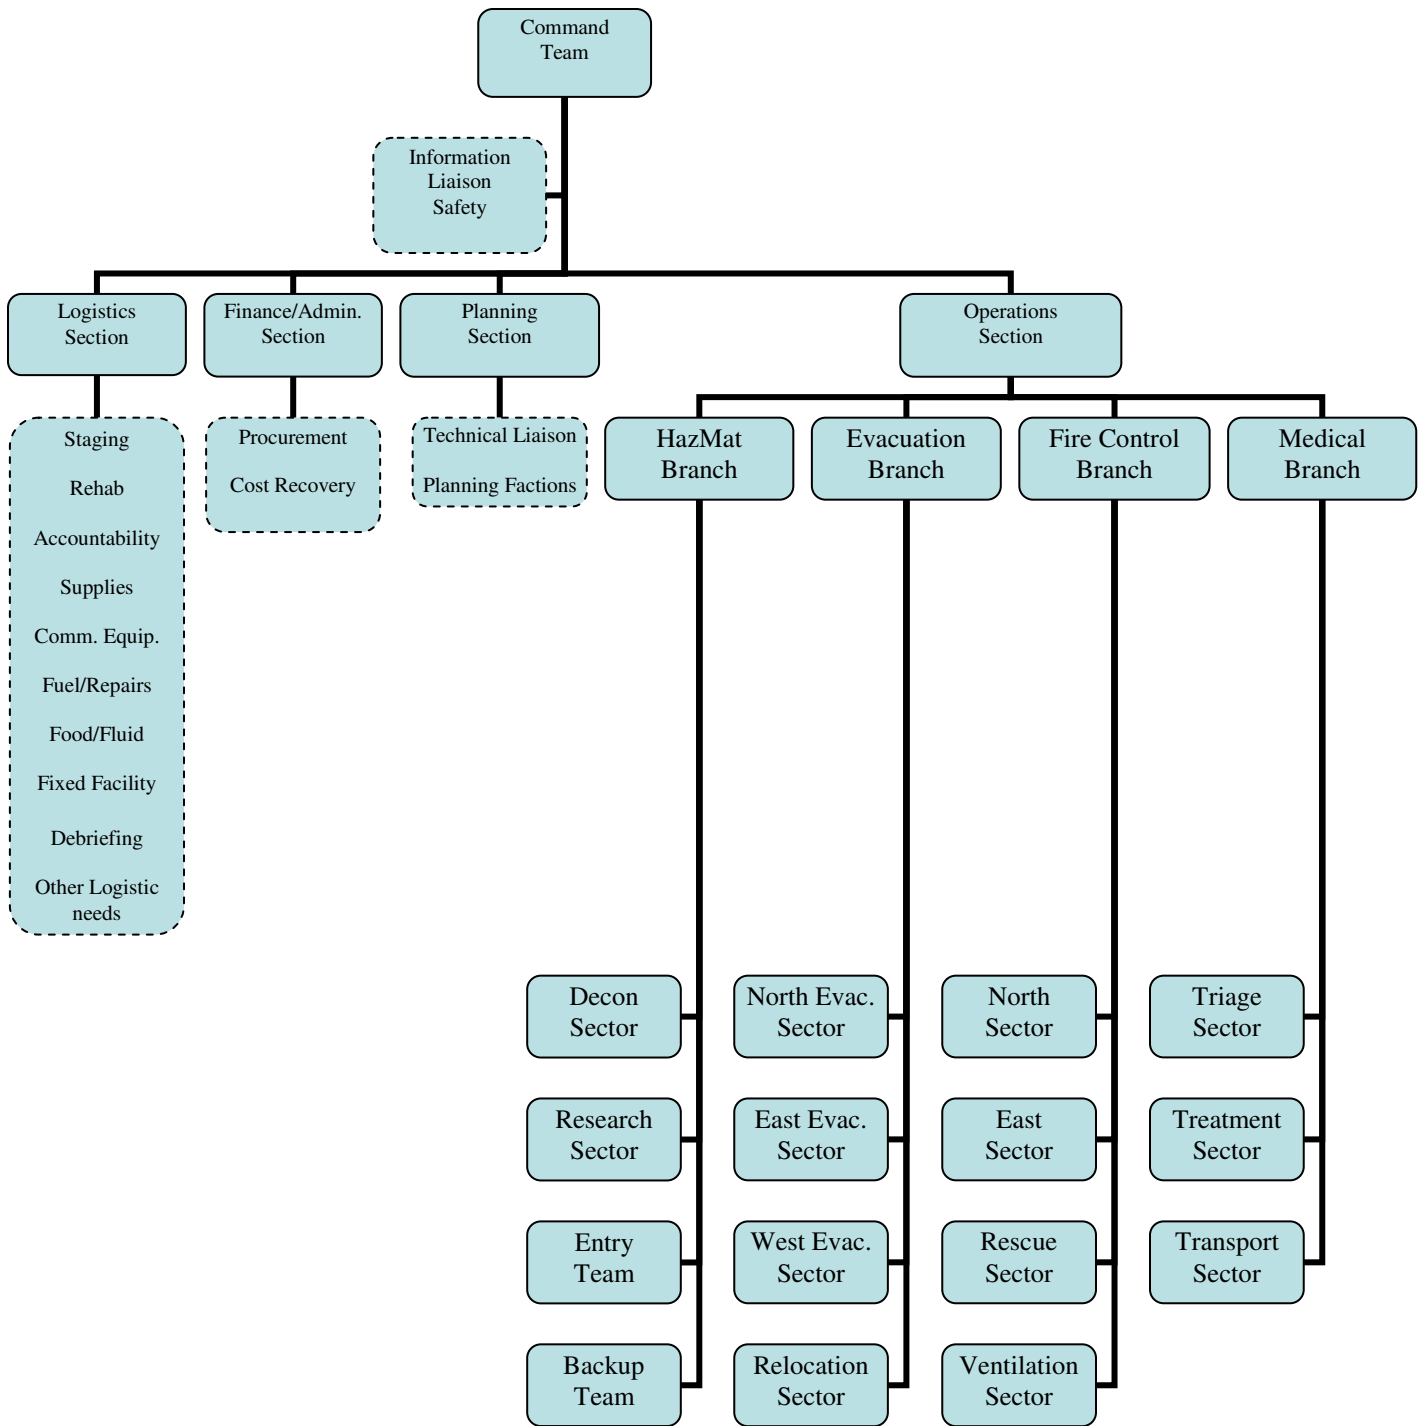 Command
Team
Information
Liaison
Safety
Logistics
Section
Finance/Admin.
Section
Planning
Section
Operations
Section
Staging
Rehab
Accountability
Supplies
Comm. Equip.
Fuel/Repairs
Food/Fluid
Fixed Facility
Debriefing
Other Logistic
needs
Procurement
Cost Recovery
Technical Liaison
Planning Factions
HazMat
Branch
Evacuation
Branch
Fire Control
Branch
Medical
Branch
Decon
Sector
North Evac.
Sector
North
Sector
Triage
Sector
Research
Sector
East Evac.
Sector
East
Sector
Treatment
Sector
Entry
Team
West Evac.
Sector
Rescue
Sector
Transport
Sector
Backup
Team
Relocation
Sector
Ventilation
Sector